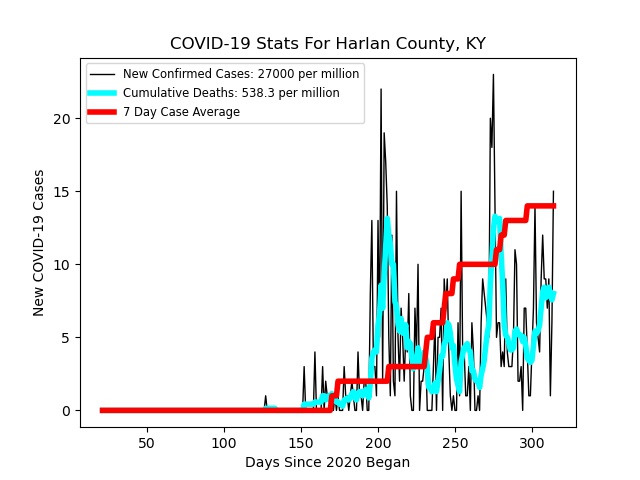 COVID-19 Stats For Harlan County, KY
New Confirmed Cases: 27000 per million
Cumulative Deaths: 538.3 per million
7 Day Case Average
New COVID-19 Cases
20
15
10
5
0
50 100 150 200 250 300
Days Since 2020 Began